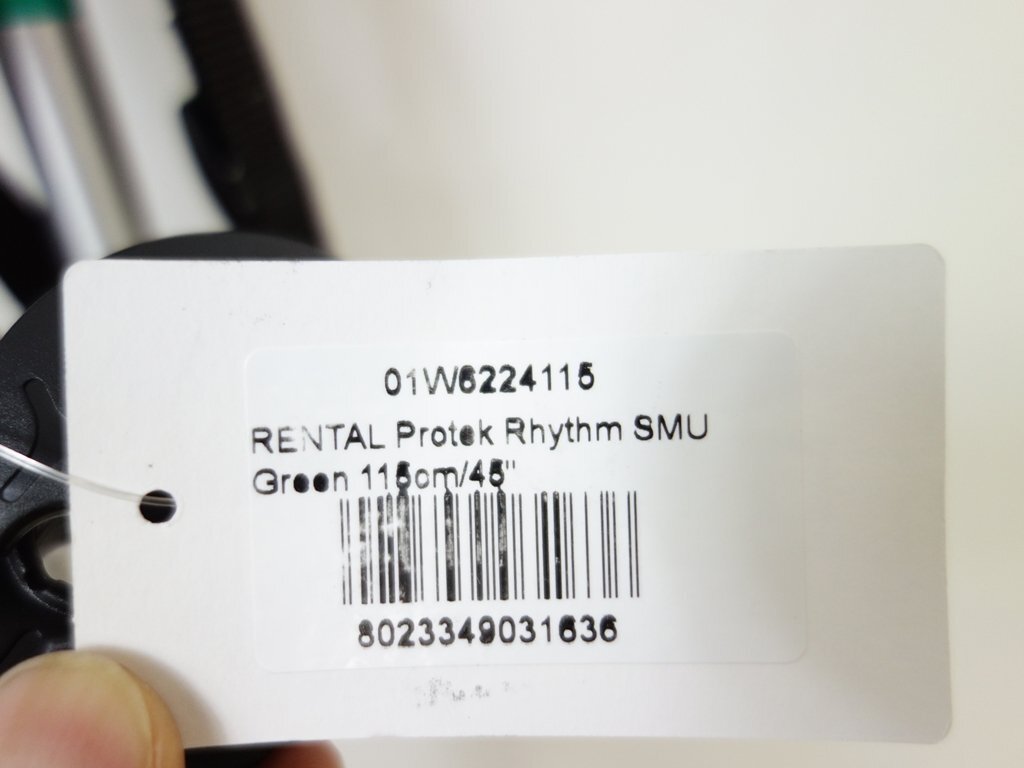 01W6224115
RENTAL Protek Rhythm SMU
Green 115cm/45"
8023349031636